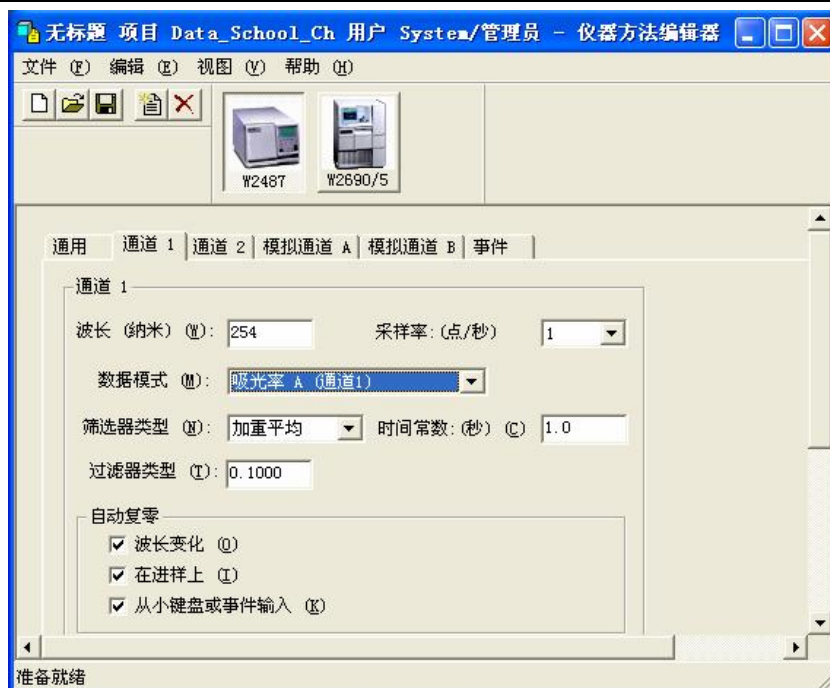 无标题 项目 Data_School_Ch 用户 System/管理员 - 仪器方法编辑器
文件 (F) 编辑 (E) 视图 (V) 帮助 (H)
W2487 W2690/5
通用 通道 1 通道 2 模拟通道 A 模拟通道 B 事件
通道 1
波长 (纳米) (W): 254 采样率:(点/秒) 1
数据模式 (M): 吸光率 A (通道1)
筛选器类型 (N): 加重平均 时间常数:(秒) (C) 1.0
过滤器类型 (T): 0.1000
自动复零
波长变化 (O)
在进样上 (I)
从小键盘或事件输入 (K)
准备就绪